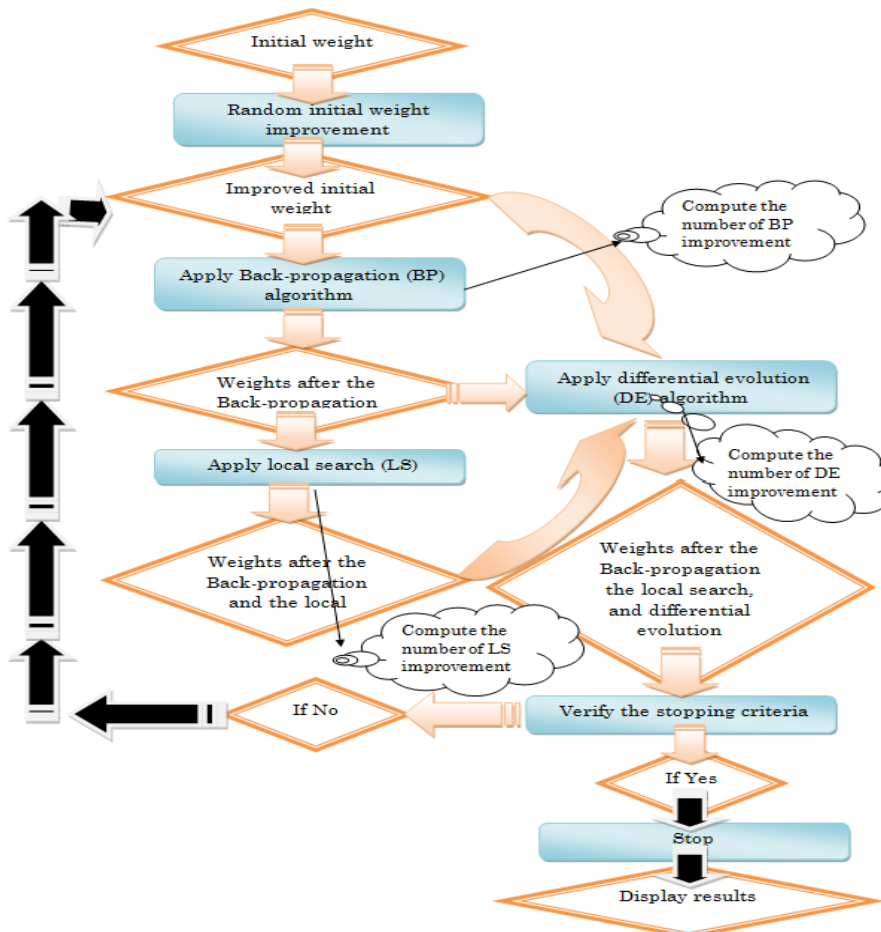 Initial weight
Random initial weight
improvement
Improved initial
weight
Compute the
number of BP
improvement
Apply Back-propagation (BP)
algorithm
Weights after the
Back-propagation
Apply differential evolution
(DE) algorithm
Apply local search (LS)
Compute the
number of DE
improvement
Weights after the
Back-propagation
and the local
Weights after the
Back-propagation
the local search,
and differential
evolution
Compute the
number of LS
improvement
If No
Verify the stopping criteria
If Yes
Stop
Display results